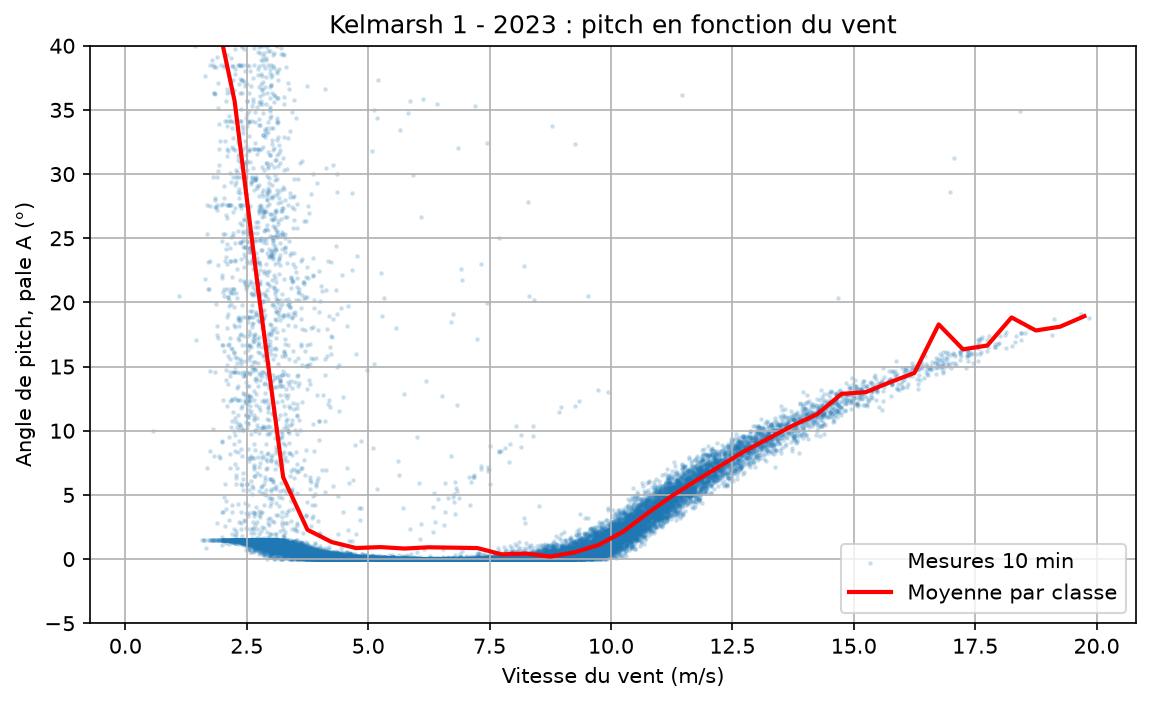 Kelmarsh 1 - 2023 : pitch en fonction du vent
Angle de pitch, pale A (°)
40
35
30
25
20
15
10
5
0
−5
0.0 2.5 5.0 7.5 10.0 12.5 15.0 17.5 20.0
Vitesse du vent (m/s)
Mesures 10 min
Moyenne par classe